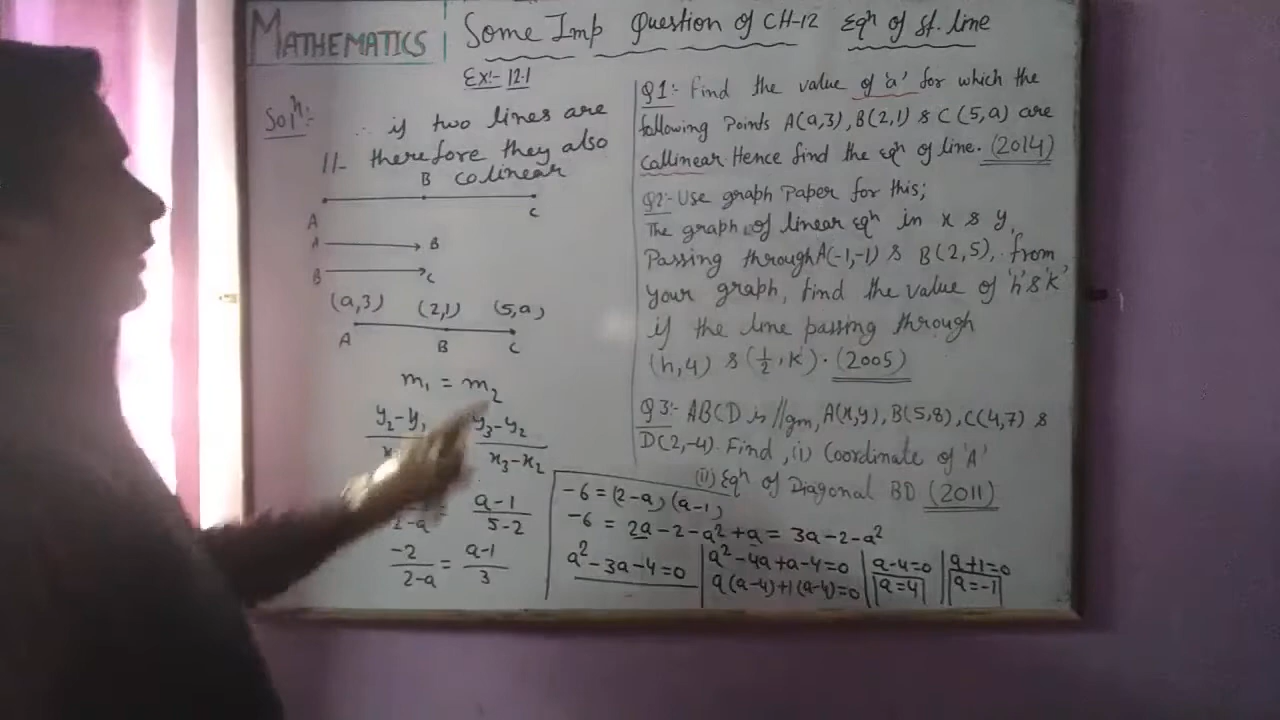 MATHEMATICS
Some Imp Question of CH-12 Eqⁿ of st. line
Ex:- 12.1
Solⁿ:-
∴ if two lines are
11- therefore they also
colinear
A B C
A → B
B → C
(a,3) (2,1) (5,a)
A B C
m₁ = m₂
y₂-y₁ y₃-y₂
x₃-x₂
2-a = a-1/5-2
-2/2-a = a-1/3
-6 = (2-a) (a-1)
-6 = 2a-2-a²+a = 3a-2-a²
a²-3a-4=0
a²-4a+a-4=0
a(a-4)+1(a-4)=0
a-4=0
a=4
a+1=0
a=-1
Q1:- Find the value of 'a' for which the
following Points A(a,3), B(2,1) & C(5,a) are
collinear. Hence find the eqⁿ of line. (2014)
Q2:- Use graph Paper for this;
The graph of linear eqⁿ in x & y,
Passing through A(-1,-1) & B(2,5), from
your graph, find the value of 'h' & 'k'
if the line passing through
(h,4) & (½,K). (2005)
Q3:- ABCD is //gm, A(x,y), B(5,8), C(4,7) &
D(2,-4). Find, (i) Coordinate of 'A'
(ii) Eqⁿ of Diagonal BD (2011)